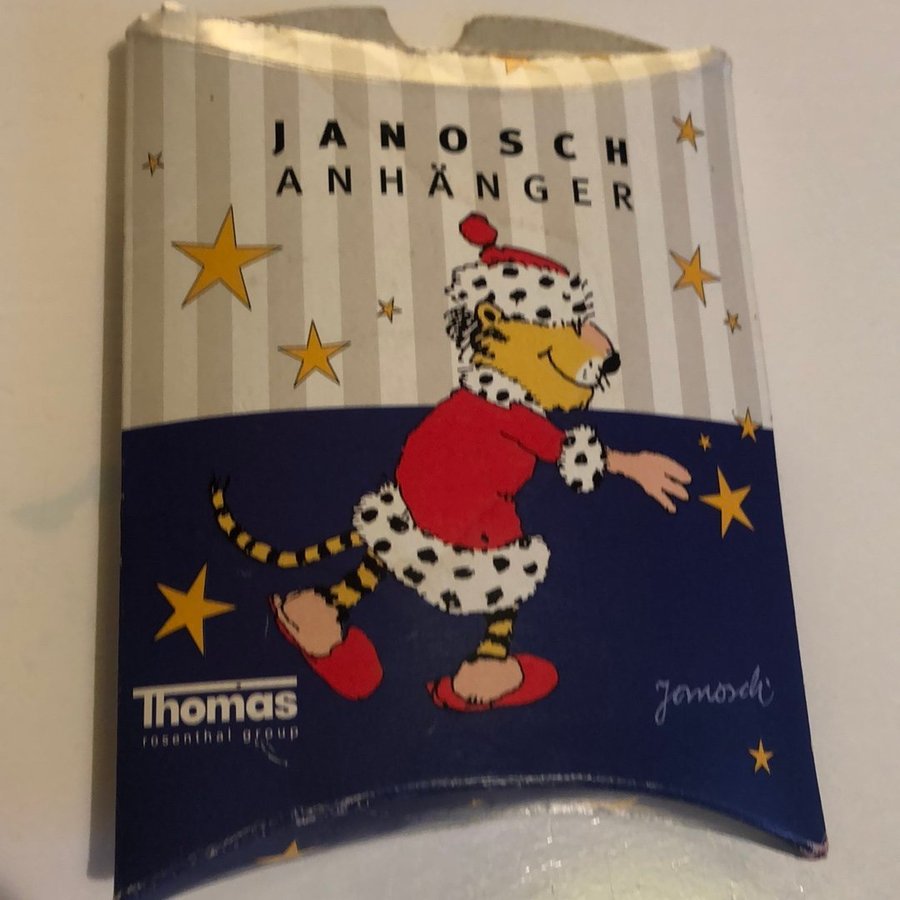 JANOSCH
ANHÄNGER
Thomas
rosenthal group
Janosch